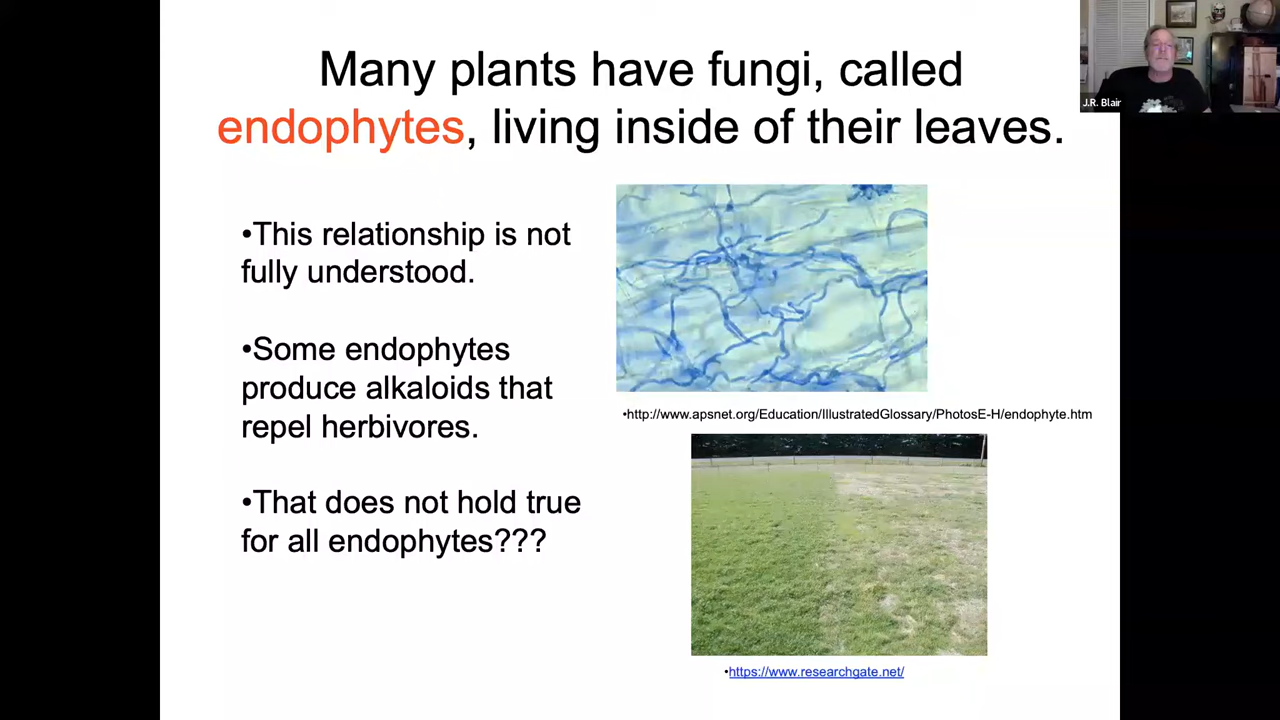 Many plants have fungi, called
endophytes, living inside of their leaves.
J.R. Blair
•This relationship is not
fully understood.
•Some endophytes
produce alkaloids that
repel herbivores.
•That does not hold true
for all endophytes???
•http://www.apsnet.org/Education/IllustratedGlossary/PhotosE-H/endophyte.htm
•https://www.researchgate.net/